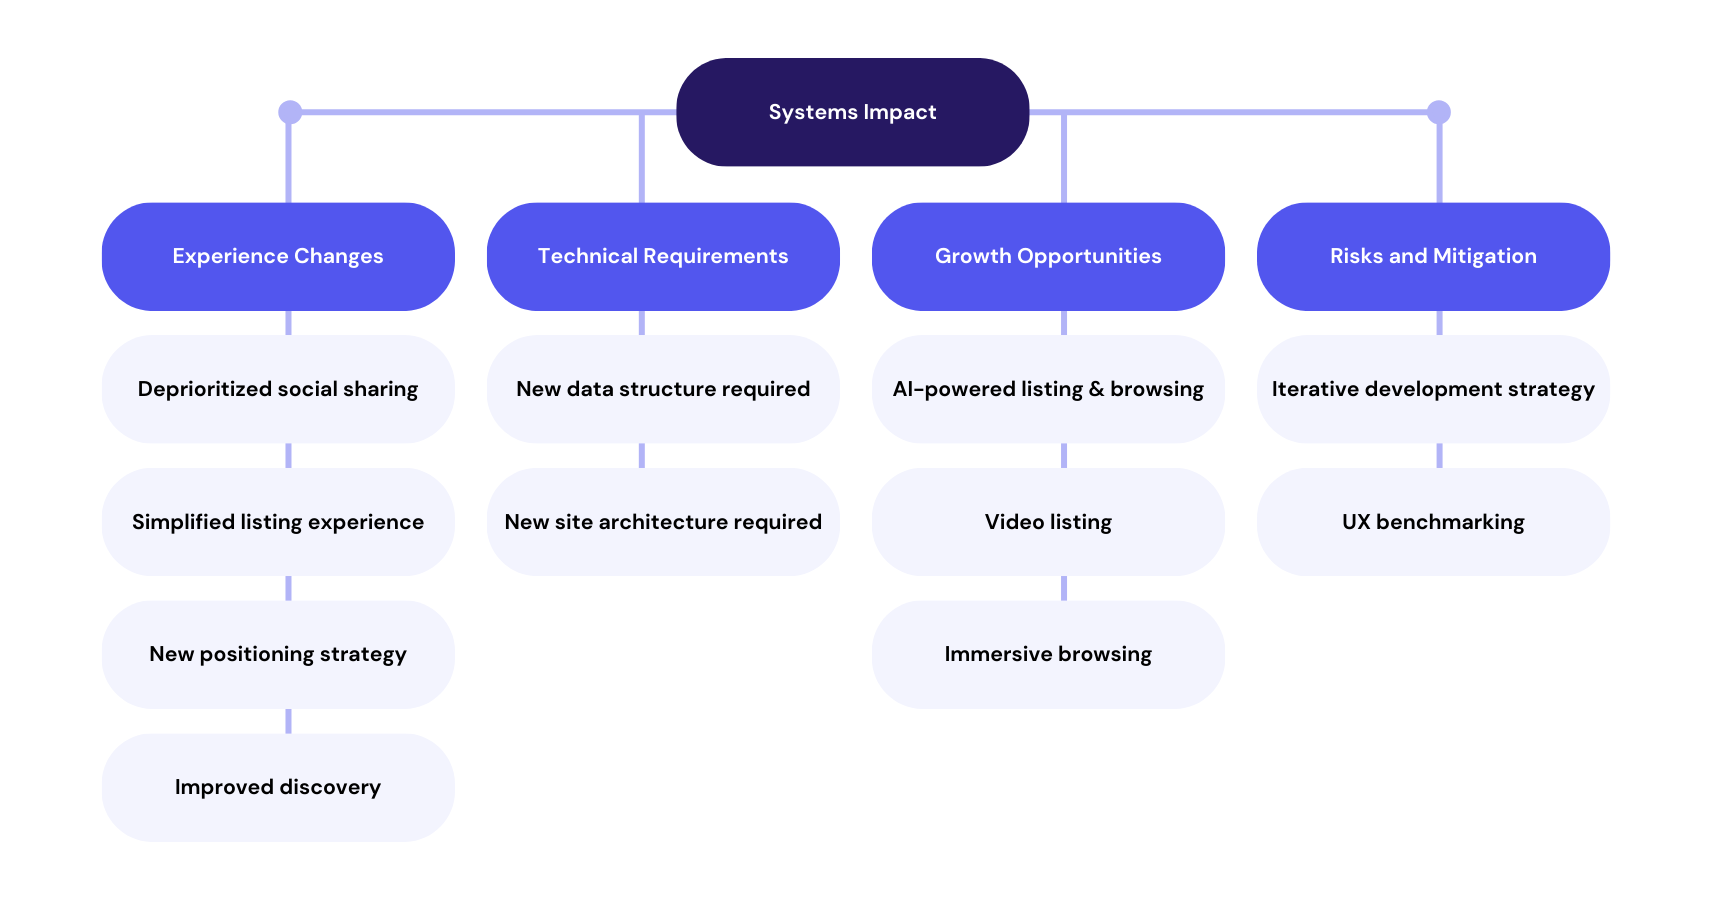 Systems Impact
Experience Changes
Deprioritized social sharing
Simplified listing experience
New positioning strategy
Improved discovery
Technical Requirements
New data structure required
New site architecture required
Growth Opportunities
AI-powered listing & browsing
Video listing
Immersive browsing
Risks and Mitigation
Iterative development strategy
UX benchmarking